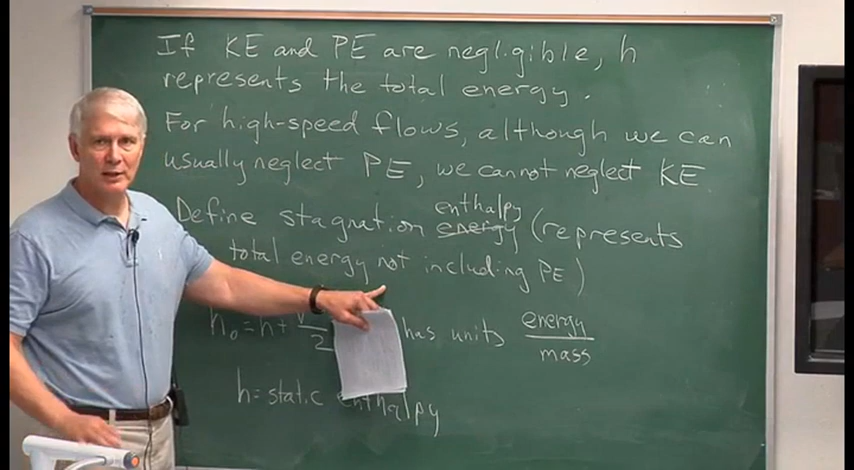 If KE and PE are negligible, h
represents the total energy.
For high-speed flows, although we can
usually neglect PE, we cannot neglect KE
Define stagnation enthalpy energy (represents
total energy not including PE)
h₀ = h + V/2 has units energy/mass
h = static enthalpy